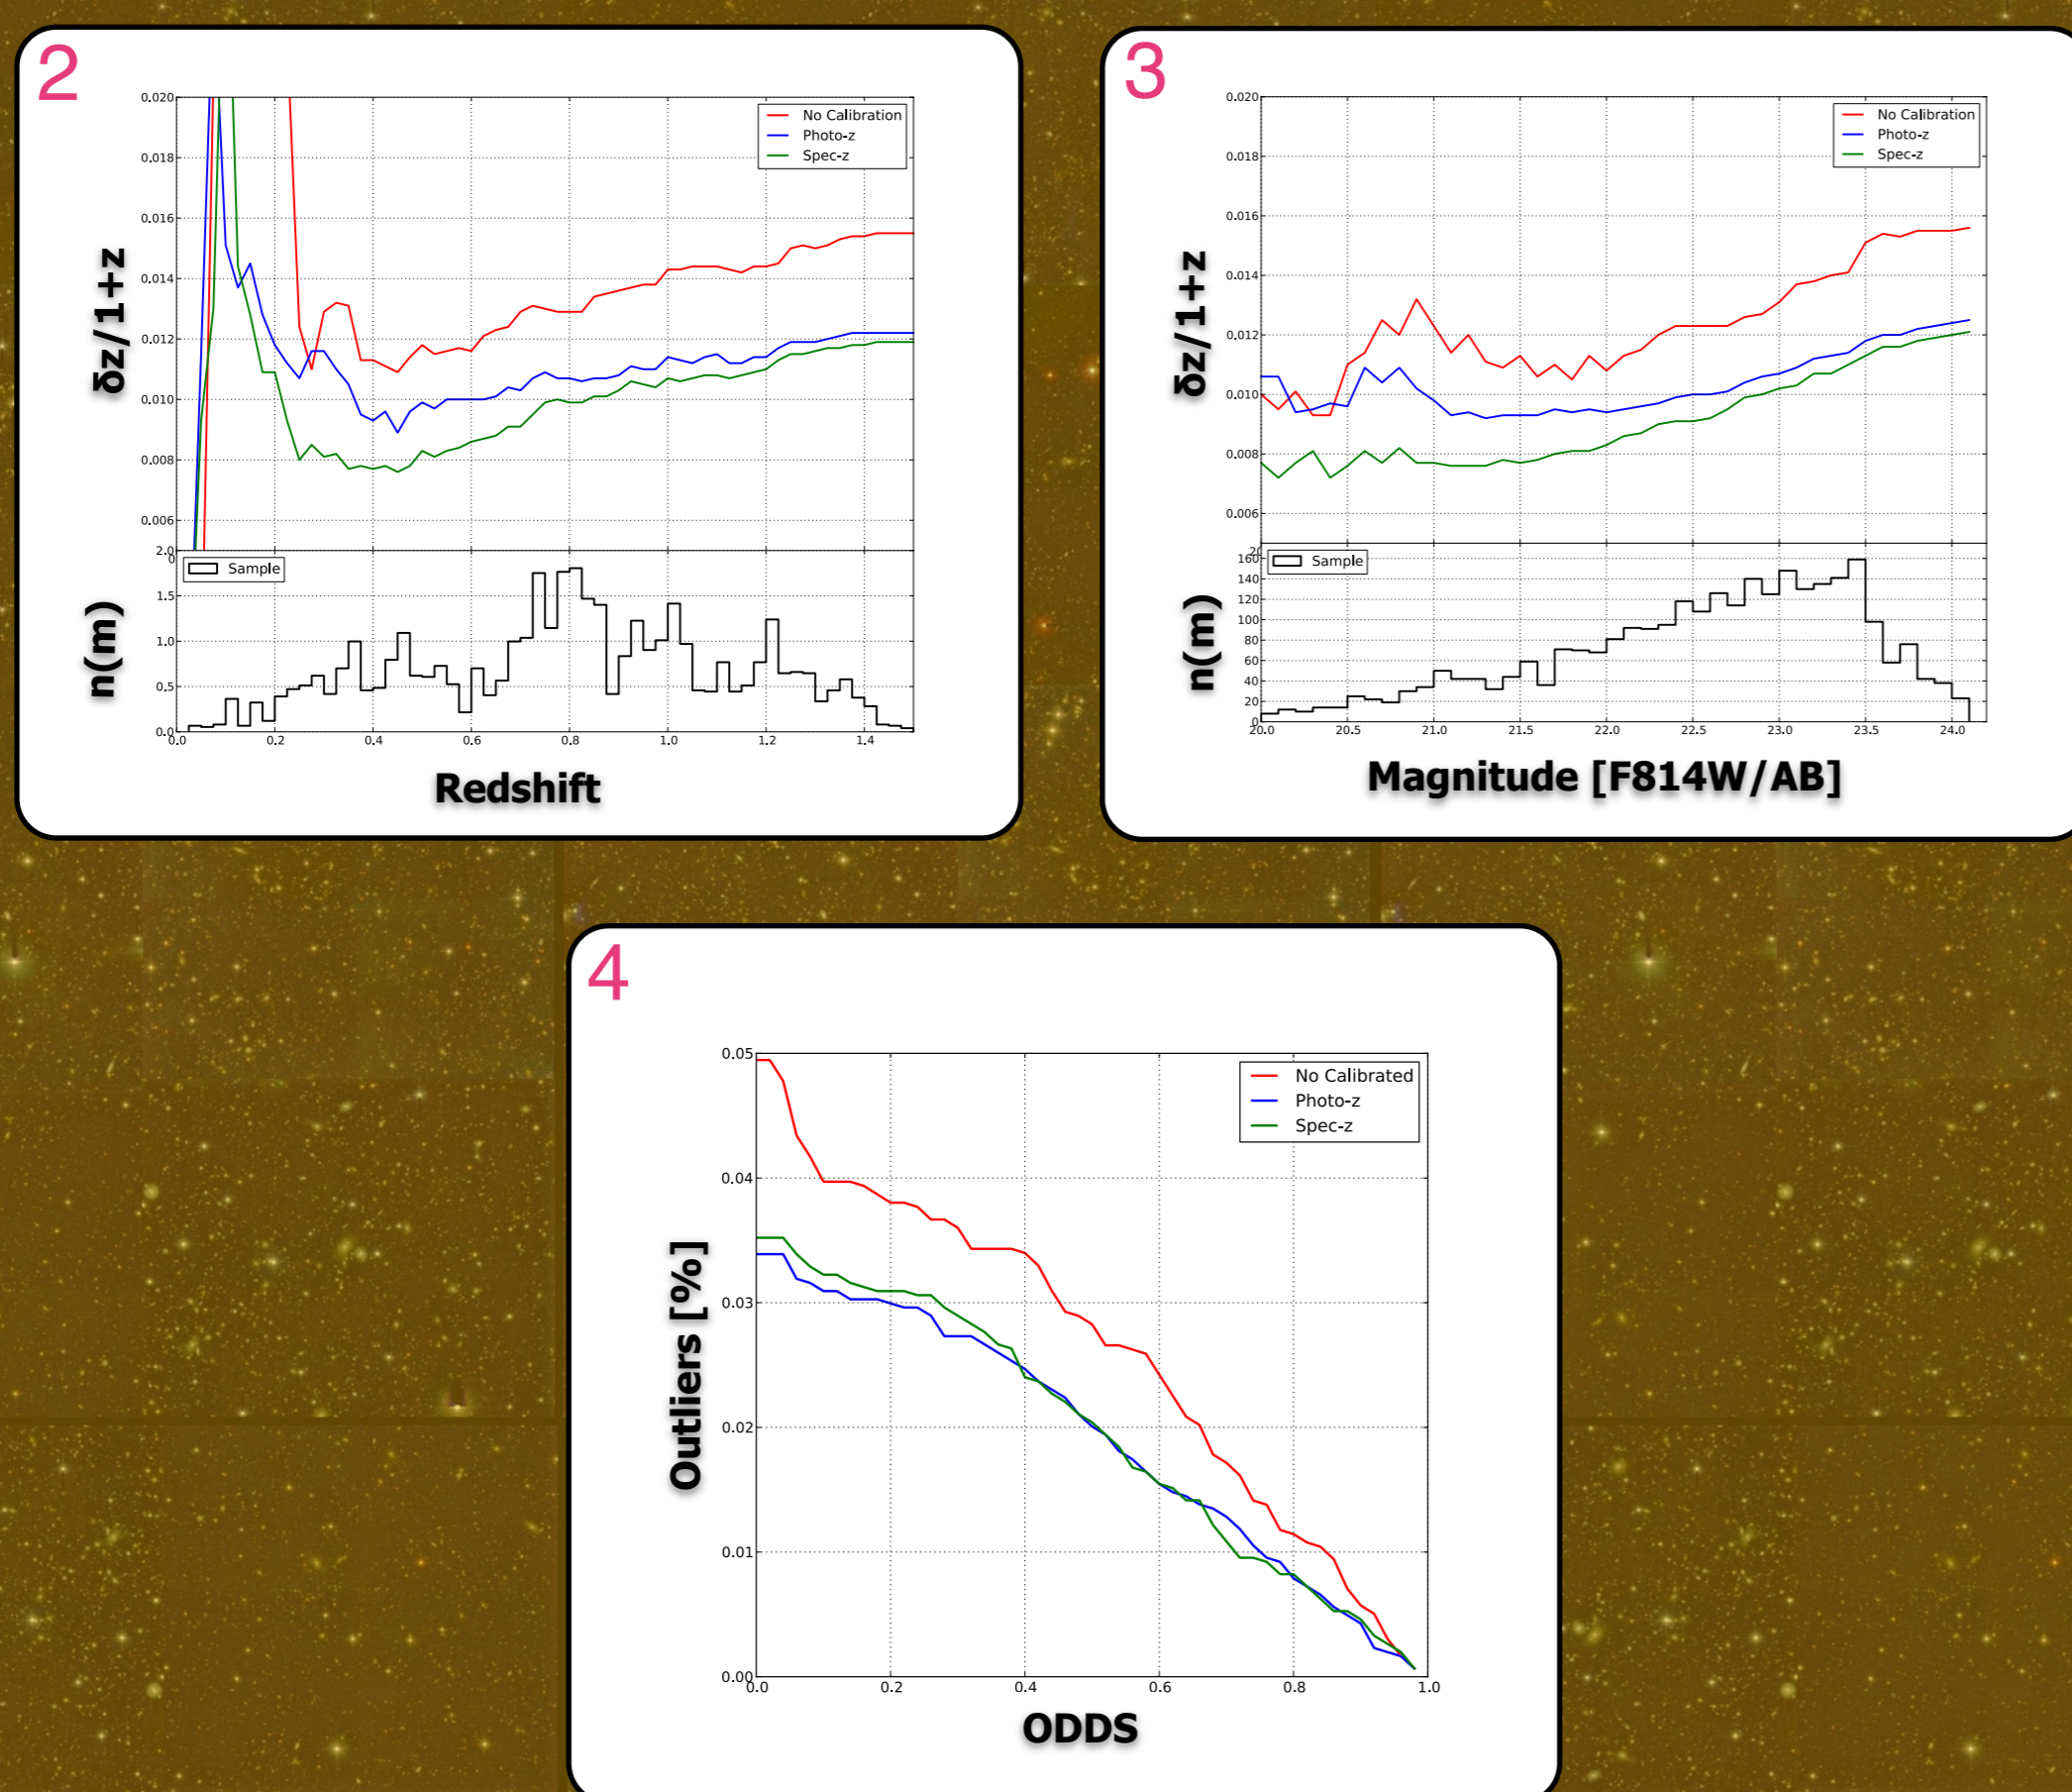 2
0.020
0.018
0.016
0.014
0.012
0.010
0.008
0.006
No Calibration
Photo-z
Spec-z
δz/1+z
2.0
0
1.5
1.0
0.5
0.0
Sample
n(m)
0.0 0.2 0.4 0.6 0.8 1.0 1.2 1.4
Redshift
3
0.020
0.018
0.016
0.014
0.012
0.010
0.008
0.006
No Calibration
Photo-z
Spec-z
δz/1+z
20
160
140
120
100
80
60
40
20
0
Sample
n(m)
20.0 20.5 21.0 21.5 22.0 22.5 23.0 23.5 24.0
Magnitude [F814W/AB]
4
0.05
0.04
0.03
0.02
0.01
0.00
No Calibrated
Photo-z
Spec-z
Outliers [%]
0.0 0.2 0.4 0.6 0.8 1.0
ODDS